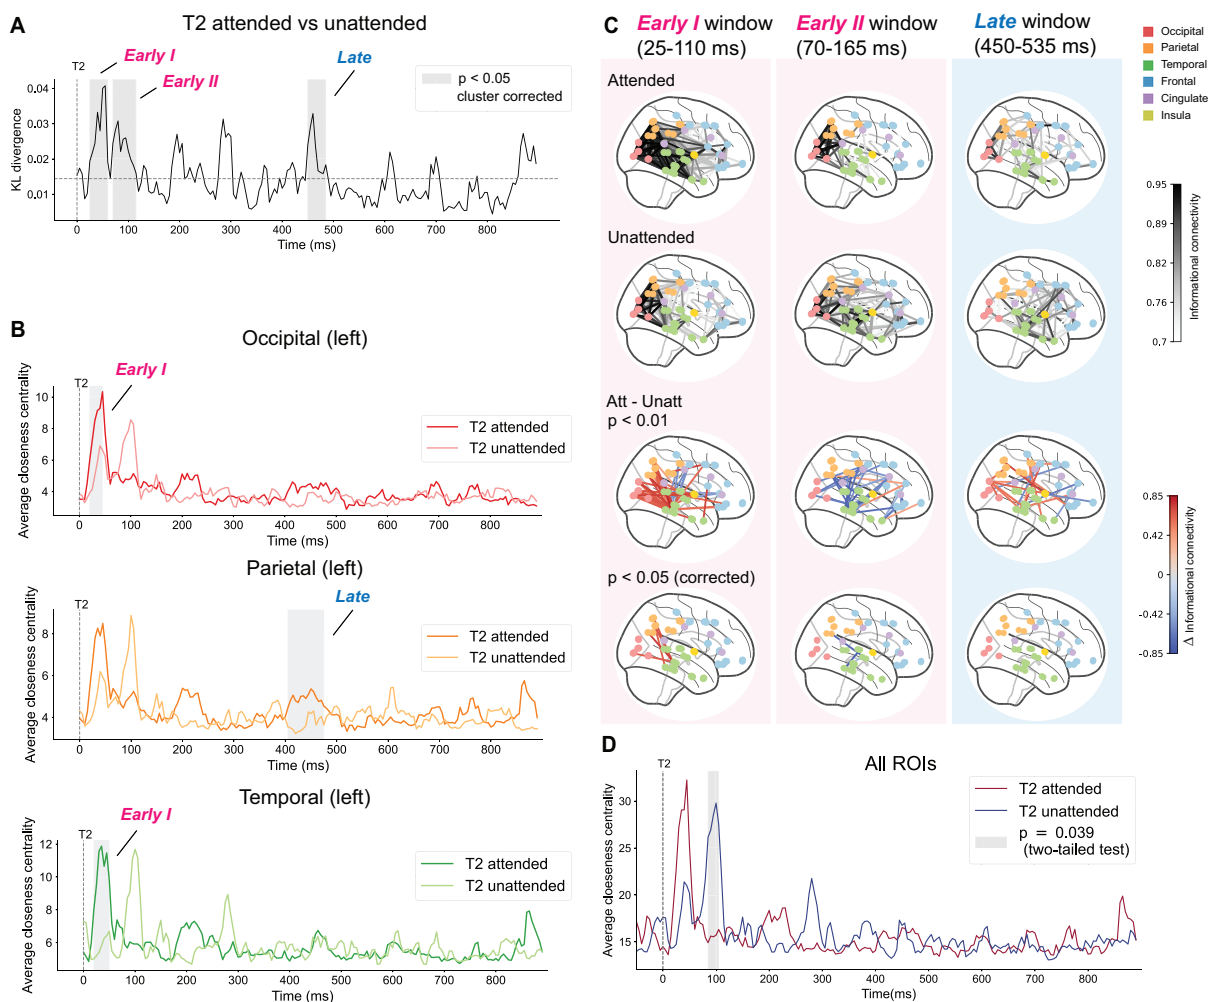 A
T2 attended vs unattended
Early I
Early II
Late
T2
p < 0.05
cluster corrected
KL divergence
0.04
0.03
0.02
0.01
0 100 200 300 400 500 600 700 800
Time (ms)
B
Occipital (left)
T2
Early I
T2 attended
T2 unattended
Average closeness centrality
10
8
6
4
0 100 200 300 400 500 600 700 800
Time (ms)
Parietal (left)
T2
Late
T2 attended
T2 unattended
Average closeness centrality
8
6
4
0 100 200 300 400 500 600 700 800
Time (ms)
Temporal (left)
Early I
T2
T2 attended
T2 unattended
Average closeness centrality
12
10
8
6
0 100 200 300 400 500 600 700 800
Time (ms)
C
Early I window
(25-110 ms)
Early II window
(70-165 ms)
Late window
(450-535 ms)
Occipital
Parietal
Temporal
Frontal
Cingulate
Insula
Attended
Unattended
Att - Unatt
p < 0.01
p < 0.05 (corrected)
0.95
0.89
0.82
0.76
0.7
Informational connectivity
0.85
0.42
0
-0.42
-0.85
Δ Informational connectivity
D
All ROIs
T2
T2 attended
T2 unattended
p = 0.039
(two-tailed test)
Average cloesness centrality
30
25
20
15
0 100 200 300 400 500 600 700 800
Time(ms)